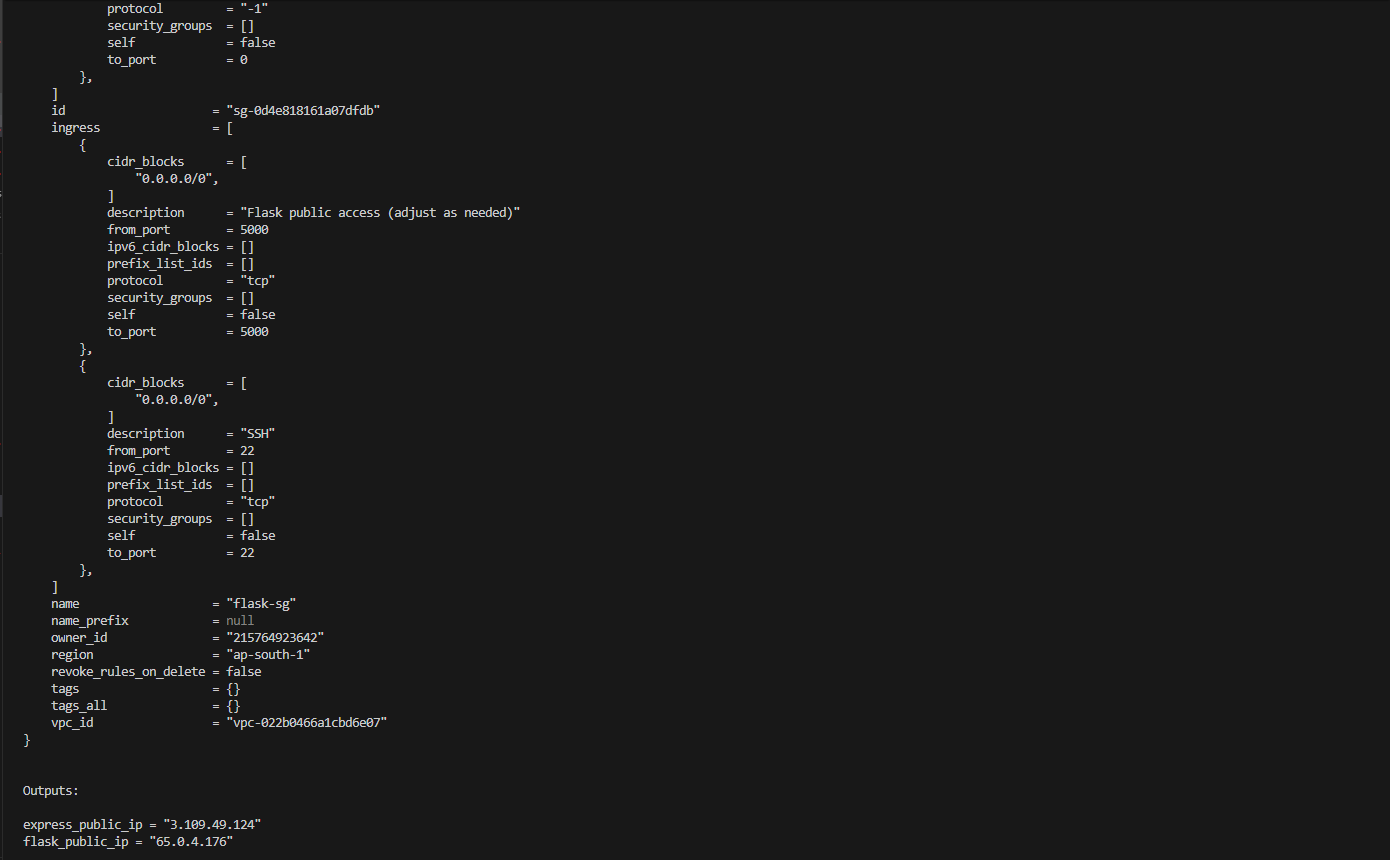 protocol = "-1"
security_groups = []
self = false
to_port = 0
},
]
id = "sg-0d4e818161a07dfdb"
ingress = [
{
cidr_blocks = [
"0.0.0.0/0",
]
description = "Flask public access (adjust as needed)"
from_port = 5000
ipv6_cidr_blocks = []
prefix_list_ids = []
protocol = "tcp"
security_groups = []
self = false
to_port = 5000
},
{
cidr_blocks = [
"0.0.0.0/0",
]
description = "SSH"
from_port = 22
ipv6_cidr_blocks = []
prefix_list_ids = []
protocol = "tcp"
security_groups = []
self = false
to_port = 22
},
]
name = "flask-sg"
name_prefix = null
owner_id = "215764923642"
region = "ap-south-1"
revoke_rules_on_delete = false
tags = {}
tags_all = {}
vpc_id = "vpc-022b0466a1cbd6e07"
}
Outputs:
express_public_ip = "3.109.49.124"
flask_public_ip = "65.0.4.176"